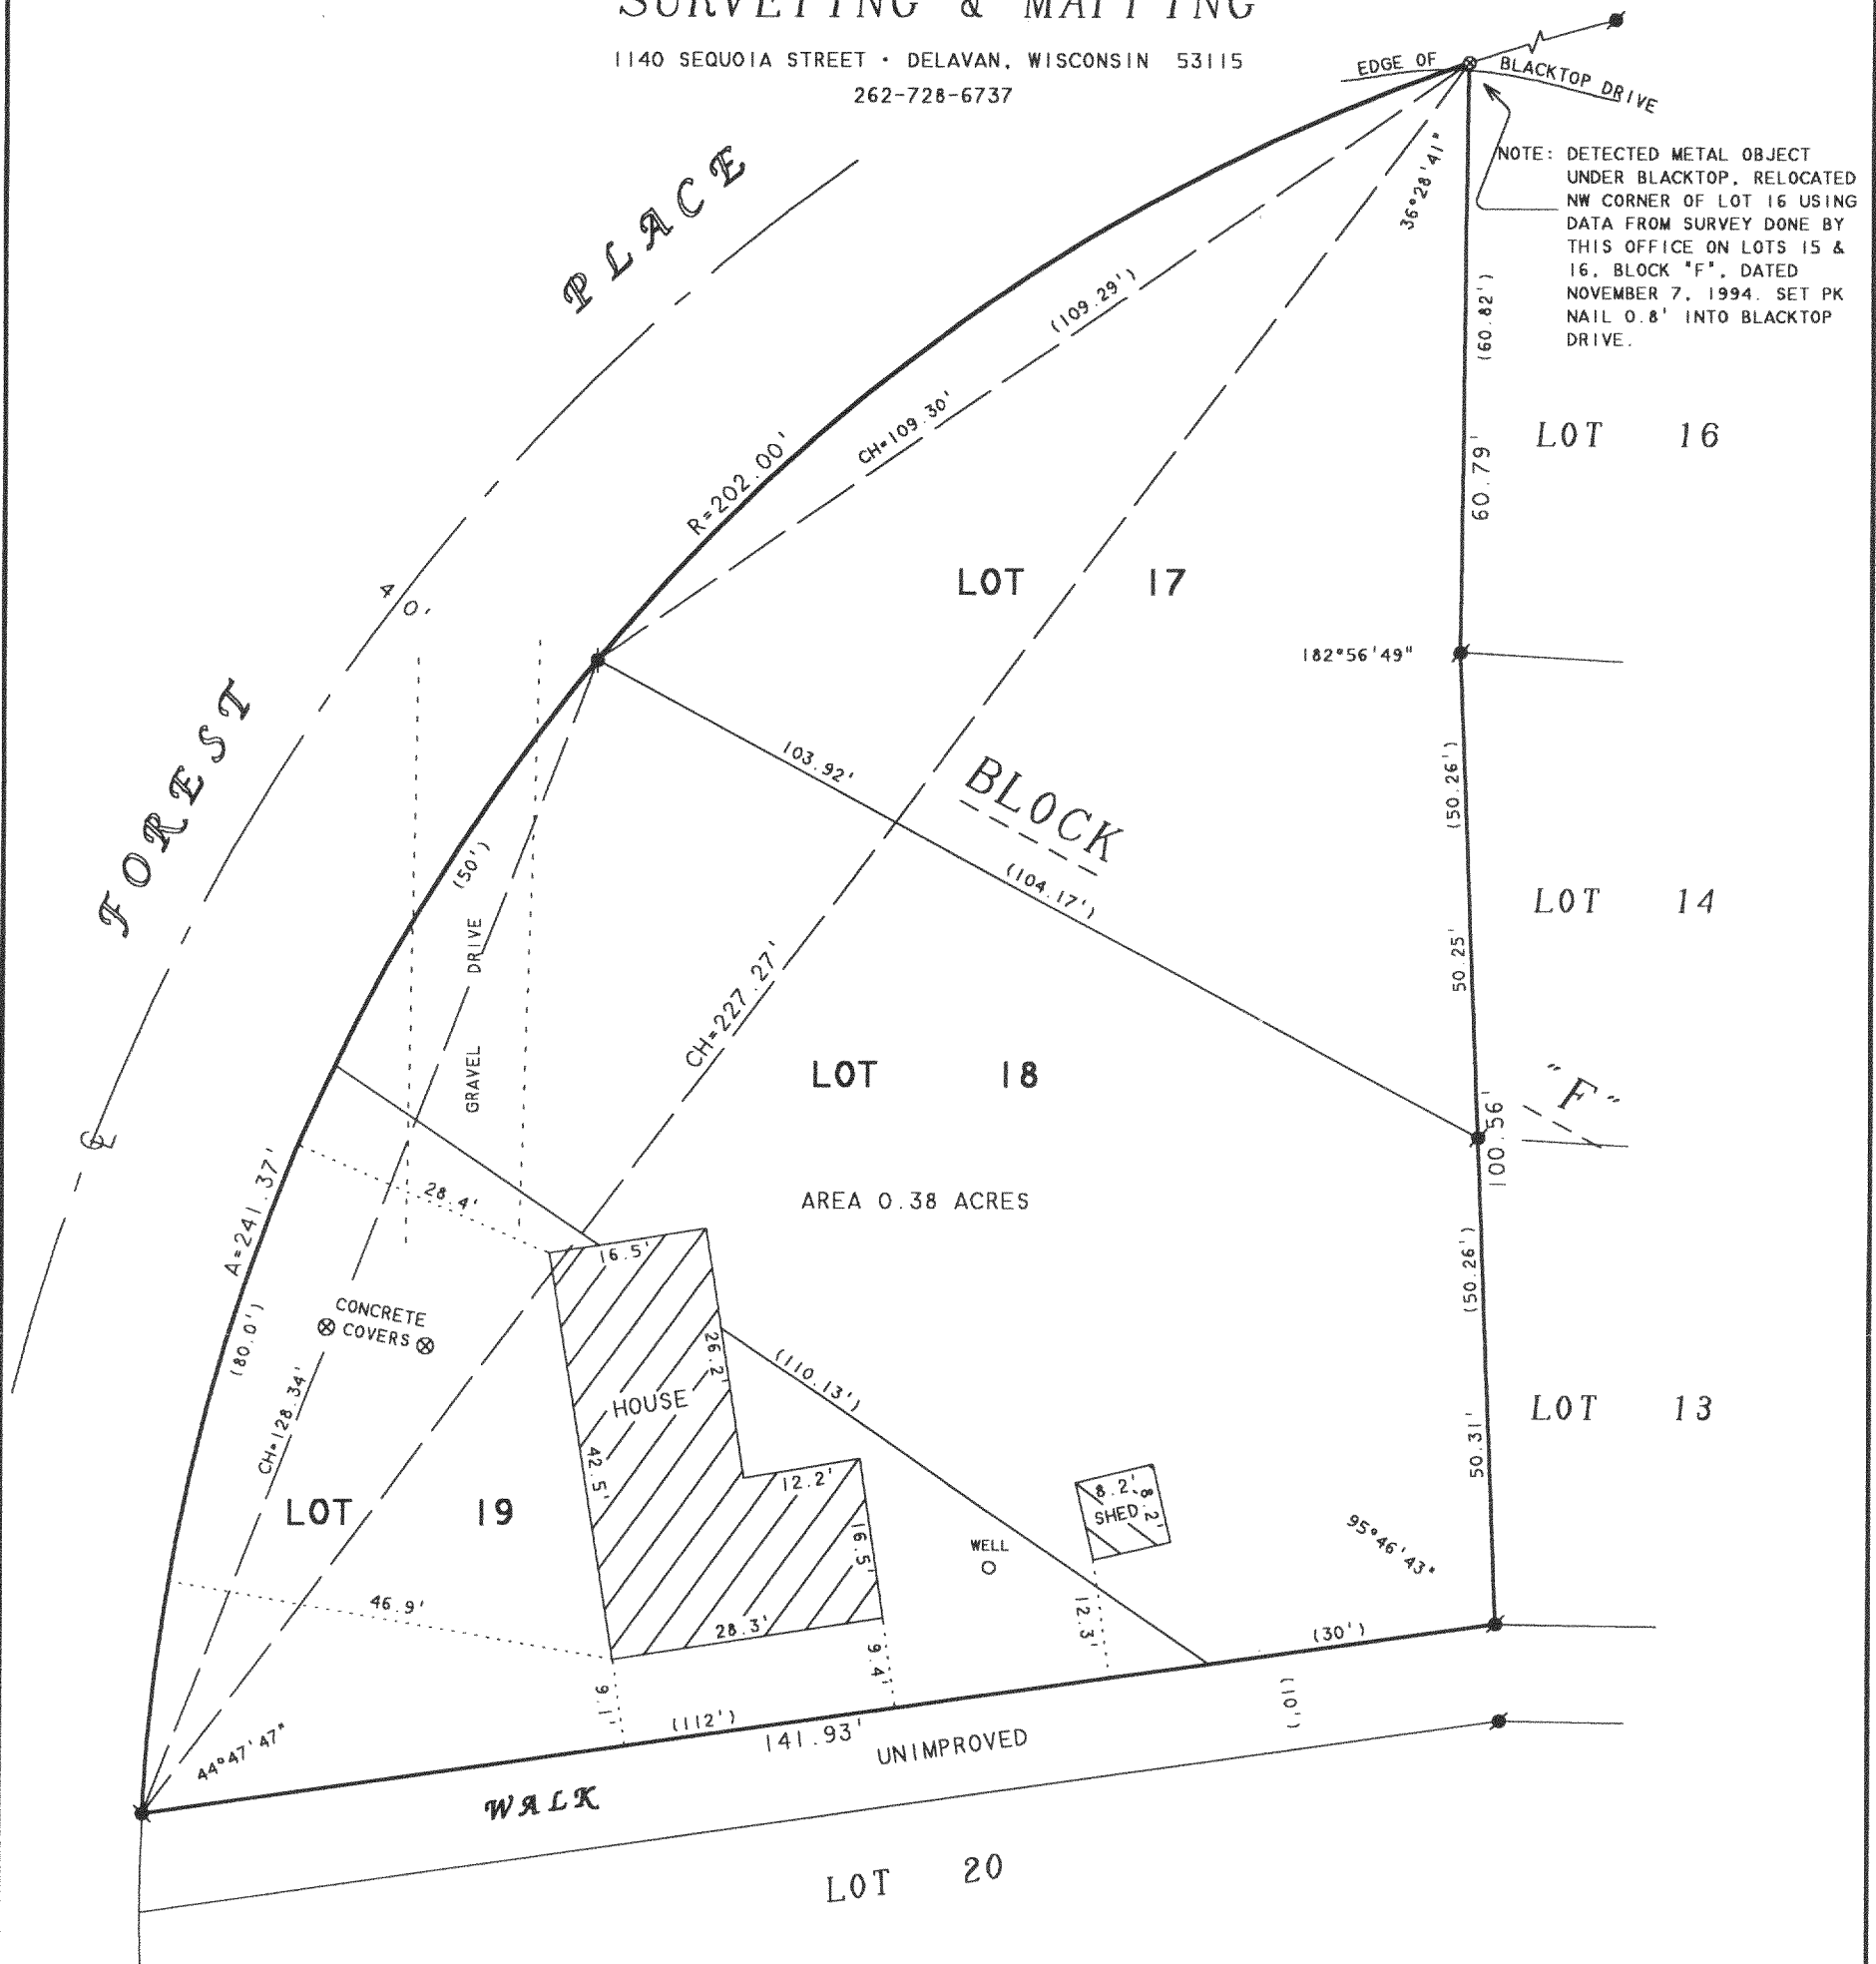 SURVEYING & MAPPING
1140 SEQUOIA STREET • DELAVAN, WISCONSIN 53115
262-728-6737
EDGE OF BLACKTOP DRIVE
NOTE: DETECTED METAL OBJECT
UNDER BLACKTOP, RELOCATED
NW CORNER OF LOT 16 USING
DATA FROM SURVEY DONE BY
THIS OFFICE ON LOTS 15 &
16, BLOCK "F", DATED
NOVEMBER 7, 1994. SET PK
NAIL 0.8' INTO BLACKTOP
DRIVE.
36°28'41"
FOREST PLACE
40'
(109.29')
CH=109.30'
R=202.00'
(60.82')
60.79'
LOT 16
LOT 17
182°56'49"
103.92'
(104.17')
BLOCK "F"
(50.26')
50.25'
LOT 14
(50')
GRAVEL DRIVE
CH=227.27'
LOT 18
100.56'
AREA 0.38 ACRES
28.4'
A=241.37'
(80.0')
CONCRETE
COVERS
CH=128.34'
16.5'
26.2'
HOUSE
42.5'
12.2'
16.5'
28.3'
(110.13')
(50.26')
50.31'
LOT 13
LOT 19
8.2'
8.2'
SHED
WELL
95°46'43"
46.9'
12.3'
9.4'
9.1'
(30')
(10')
(112')
141.93'
UNIMPROVED
44°47'47"
WALK
LOT 20